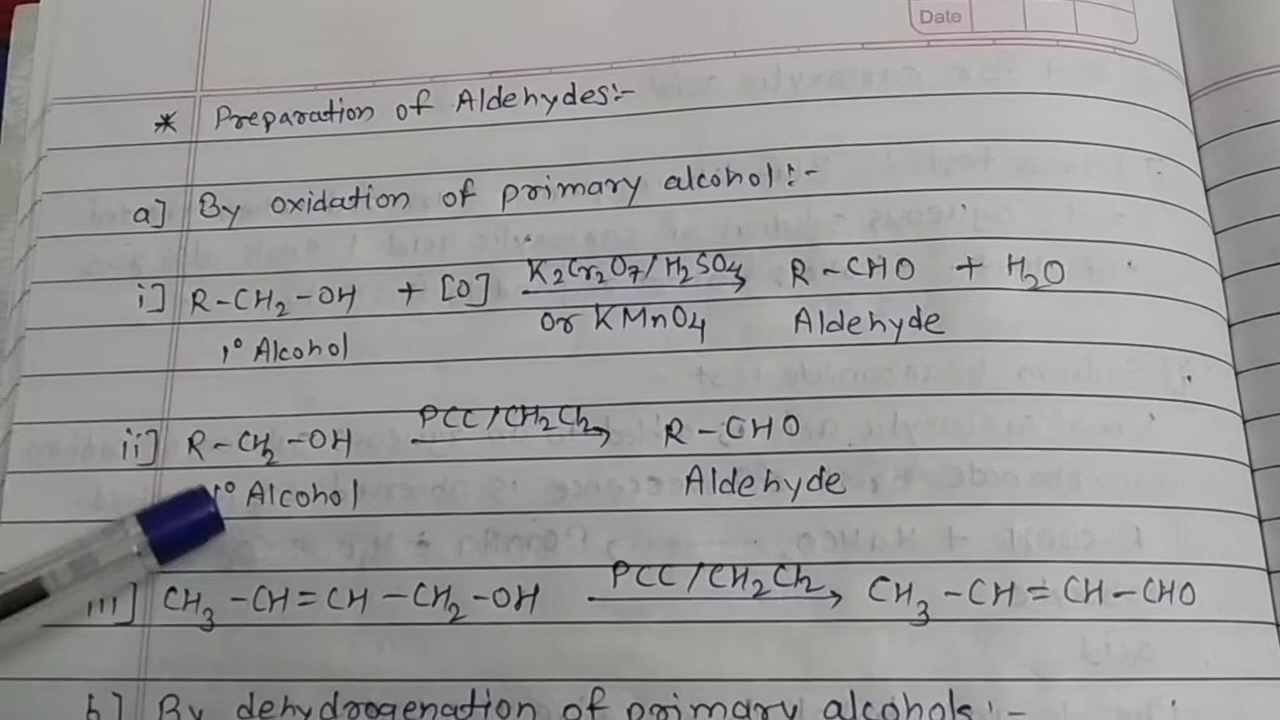 Date
* Preparation of Aldehydes:-
a] By oxidation of primary alcohol:-
i] R-CH₂-OH + [O] K₂Cr₂O₇/H₂SO₄ R-CHO + H₂O
Or KMnO₄ Aldehyde
1° Alcohol
ii] R-CH₂-OH PCC/CH₂Cl₂ → R-CHO
1° Alcohol Aldehyde
iii] CH₃-CH=CH-CH₂-OH PCC/CH₂Cl₂ → CH₃-CH=CH-CHO
b] By dehydrogenation of primary alcohols:-